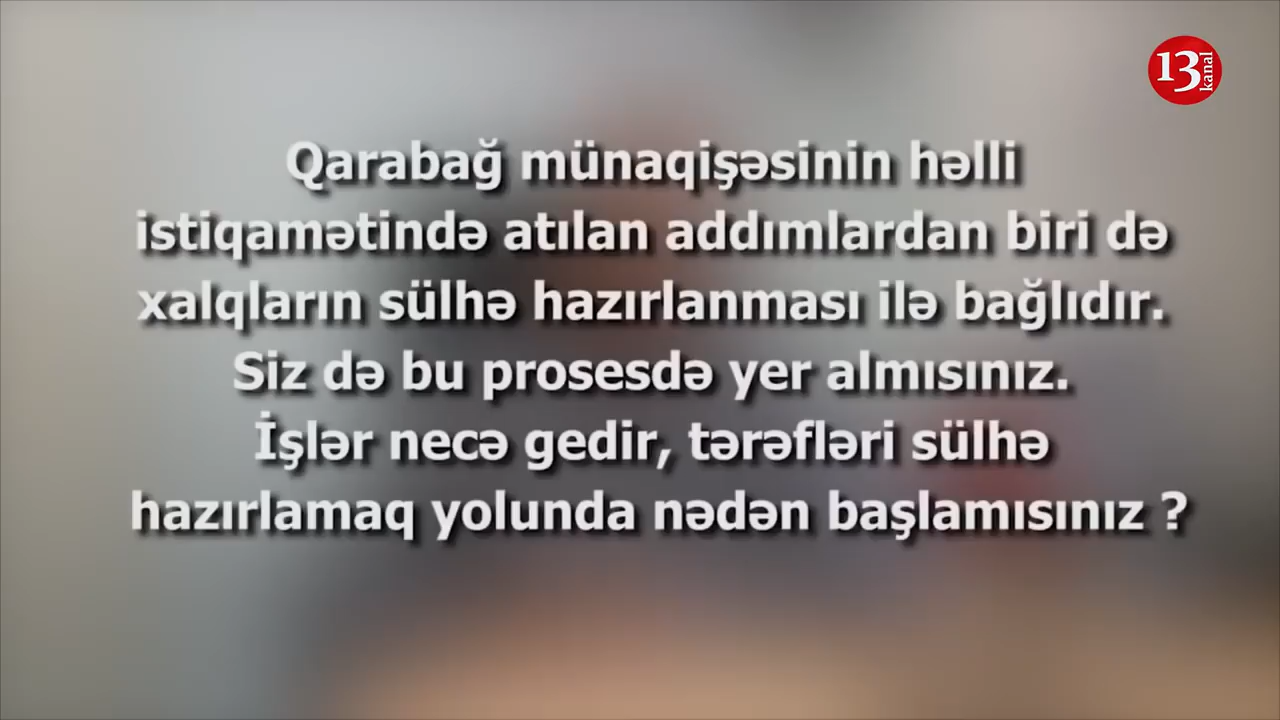 13
kanal
Qarabağ münaqişəsinin həlli
istiqamətində atılan addımlardan biri də
xalqların sülhə hazırlanması ilə bağlıdır.
Siz də bu prosesdə yer almısınız.
İşlər necə gedir, tərəfləri sülhə
hazırlamaq yolunda nədən başlamısınız ?